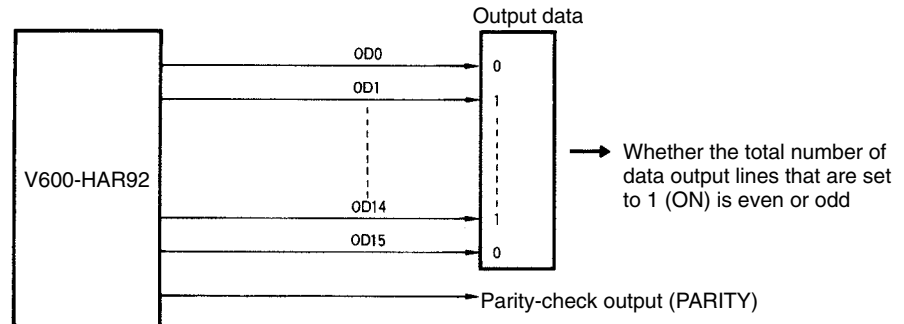 Output data
OD0
0
OD1
1
V600-HAR92
Whether the total number of
data output lines that are set
to 1 (ON) is even or odd
OD14
1
OD15
0
Parity-check output (PARITY)